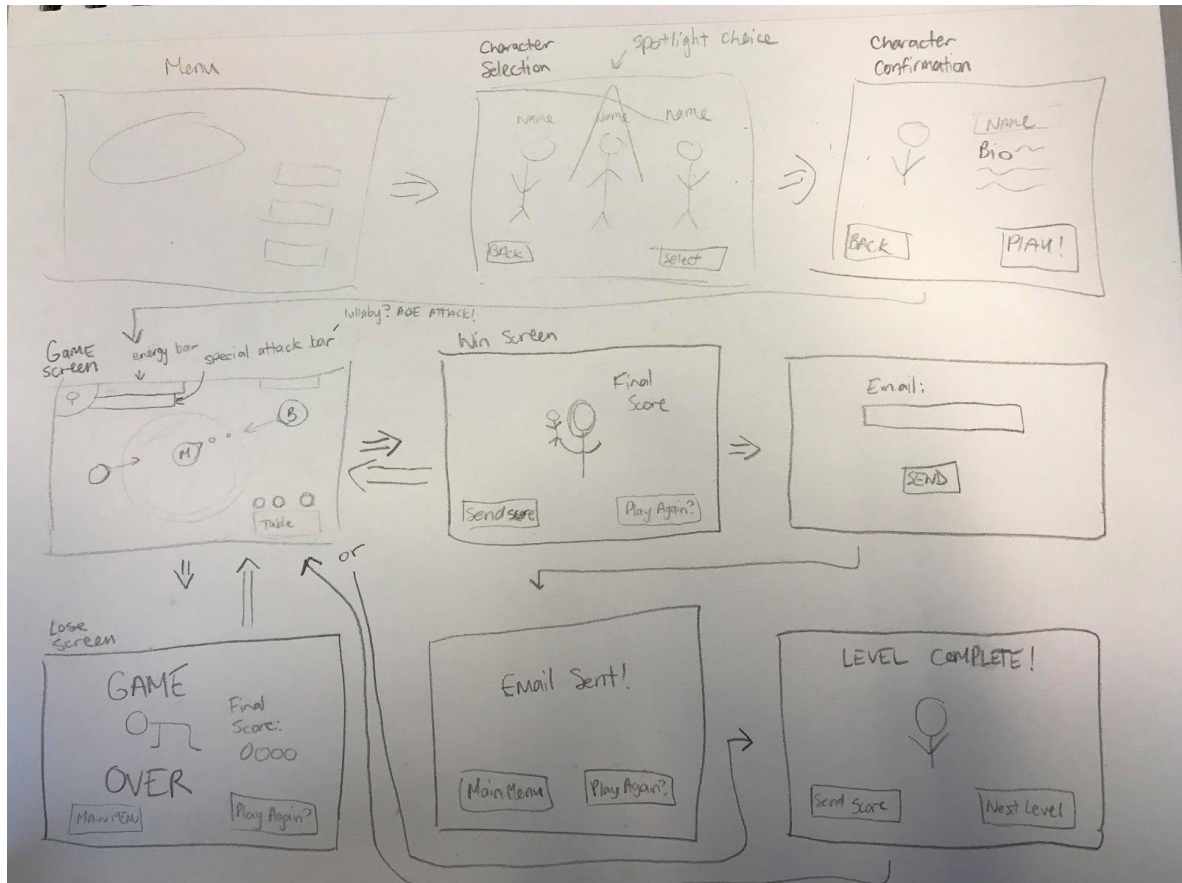 Menu
Character
Selection
Spotlight Choice
Name
Name
Name
Back
Select
Character
Confirmation
NAME
Bio
BACK
PLAY!
Game
Screen
energy bar
special attack bar
lullaby? AOE ATTACK!
M
B
Table
or
Win Screen
Final
Score
Send score
Play Again?
Email:
SEND
Lose
Screen
GAME
OVER
Final
Score:
0000
MAIN MENU
Play Again?
Email Sent!
Main Menu
Play Again?
LEVEL COMPLETE!
Send Score
Next Level